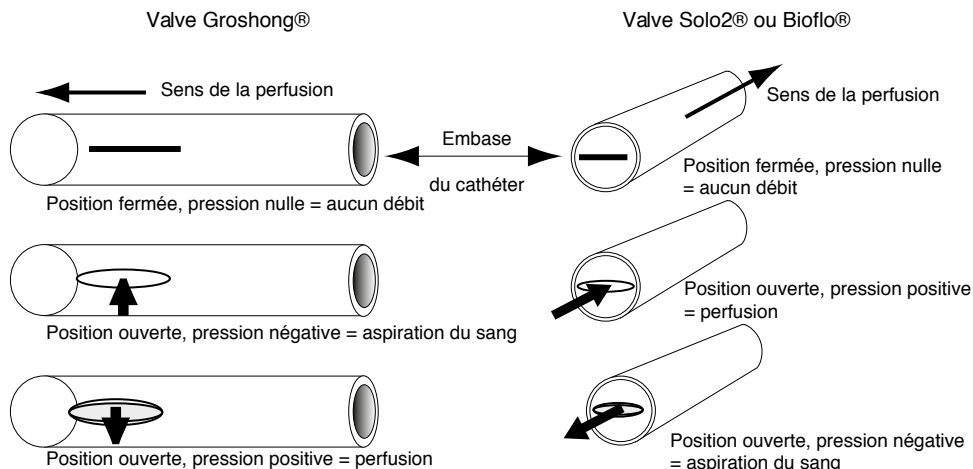 Valve Groshong®
Valve Solo2® ou Bioflo®
Sens de la perfusion
Sens de la perfusion
Embase
du cathéter
Position fermée, pression nulle = aucun débit
Position fermée, pression nulle
= aucun débit
Position ouverte, pression négative = aspiration du sang
Position ouverte, pression positive
= perfusion
Position ouverte, pression positive = perfusion
Position ouverte, pression négative
= aspiration du sang